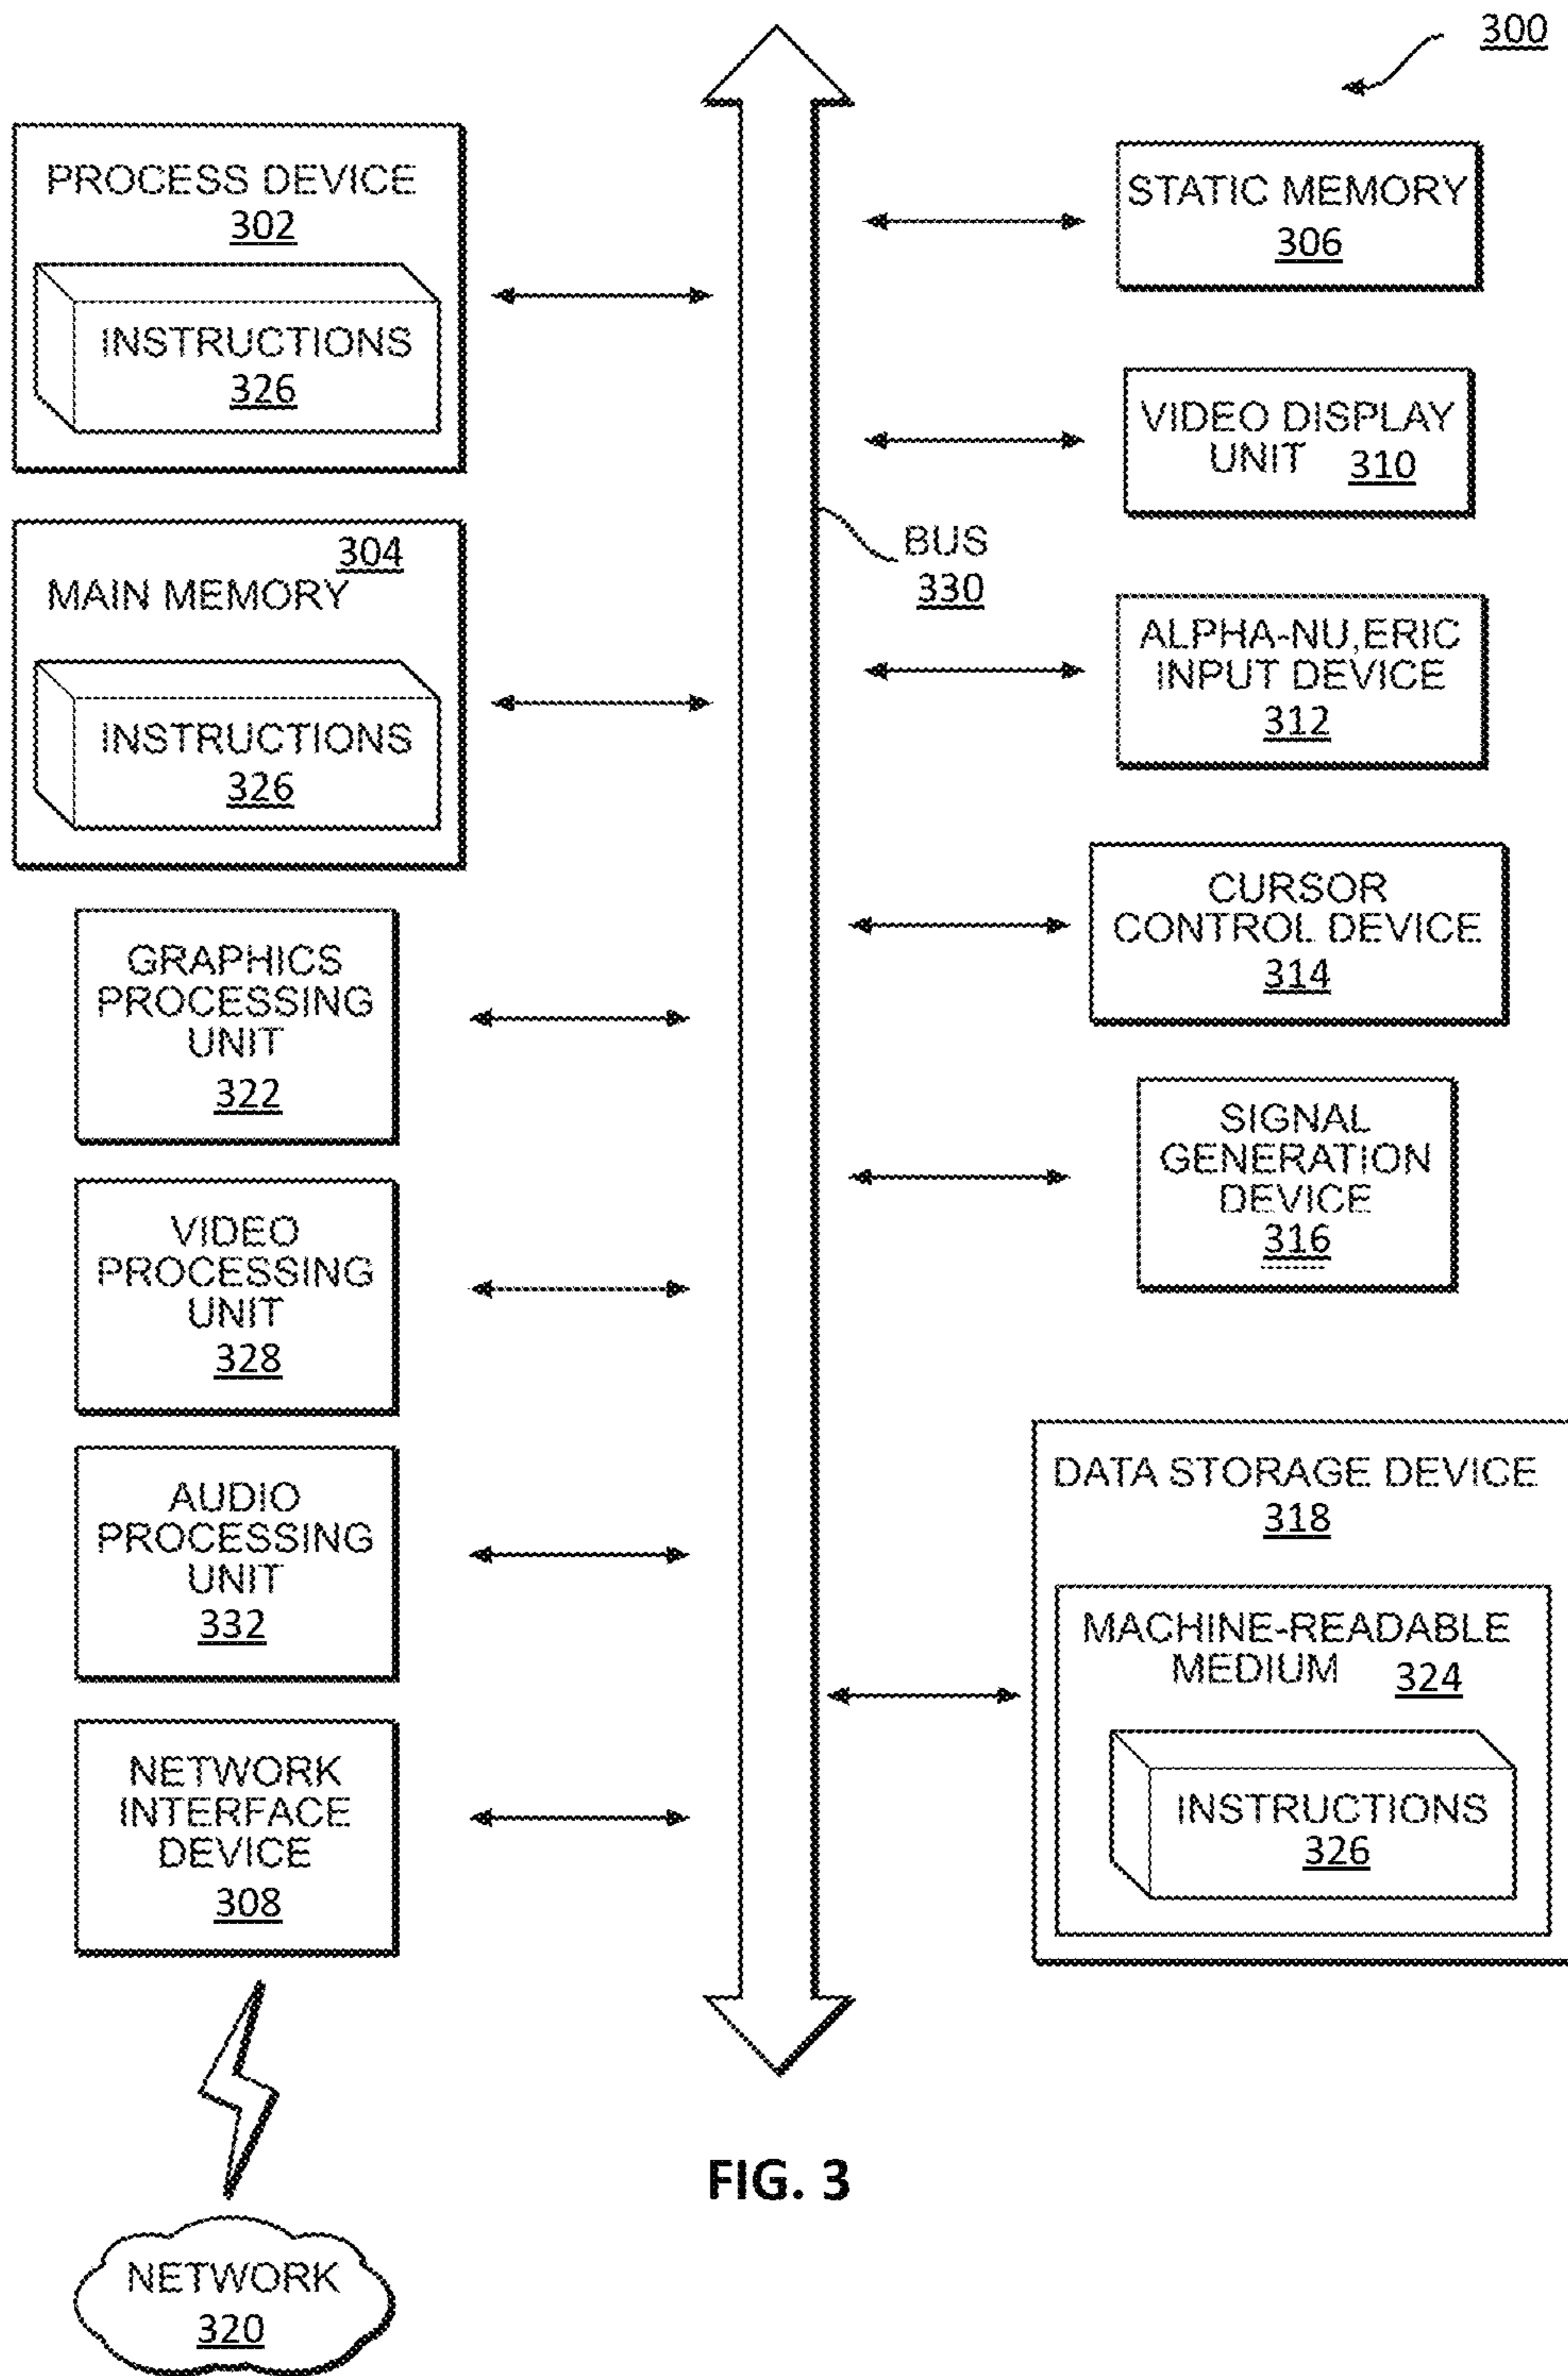 300
PROCESS DEVICE
302
INSTRUCTIONS
326
304
MAIN MEMORY
INSTRUCTIONS
326
GRAPHICS
PROCESSING
UNIT
322
VIDEO
PROCESSING
UNIT
328
AUDIO
PROCESSING
UNIT
332
NETWORK
INTERFACE
DEVICE
308
NETWORK
320
BUS
330
STATIC MEMORY
306
VIDEO DISPLAY
UNIT 310
ALPHA-NU,ERIC
INPUT DEVICE
312
CURSOR
CONTROL DEVICE
314
SIGNAL
GENERATION
DEVICE
316
DATA STORAGE DEVICE
318
MACHINE-READABLE
MEDIUM 324
INSTRUCTIONS
326
FIG. 3